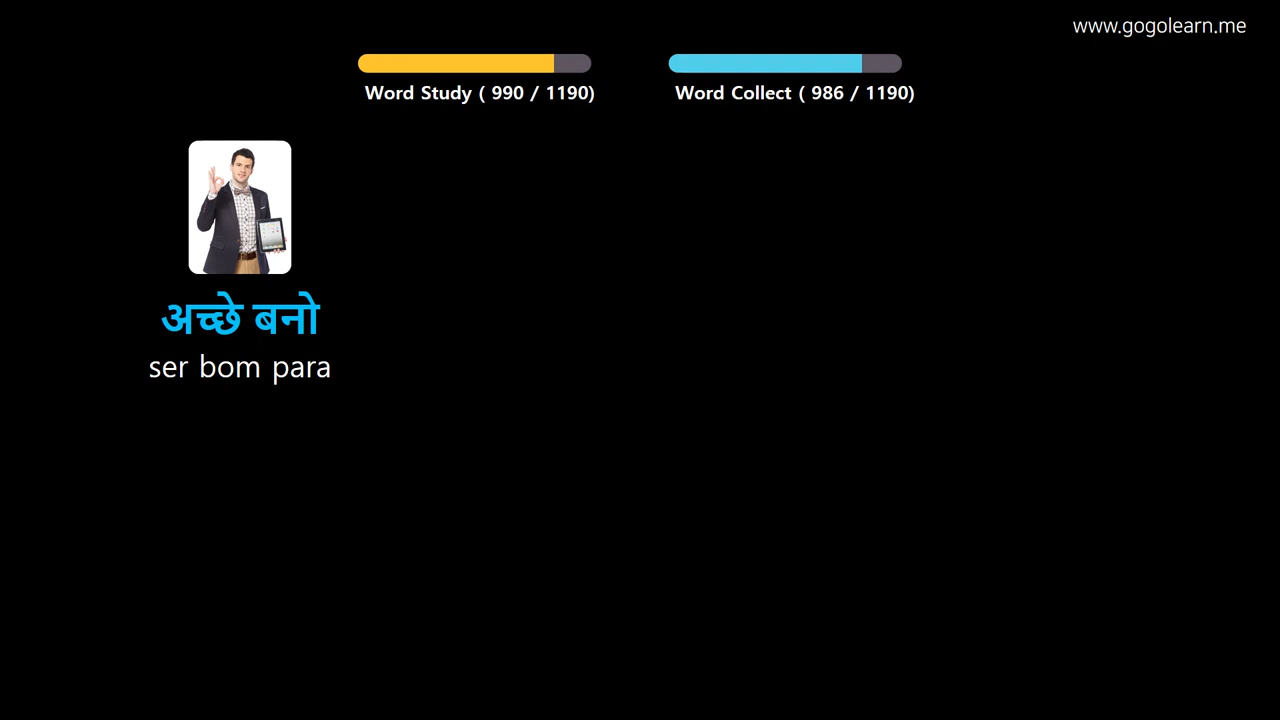 www.gogolearn.me
Word Study ( 990 / 1190)
Word Collect ( 986 / 1190)
अच्छे बनो
ser bom para